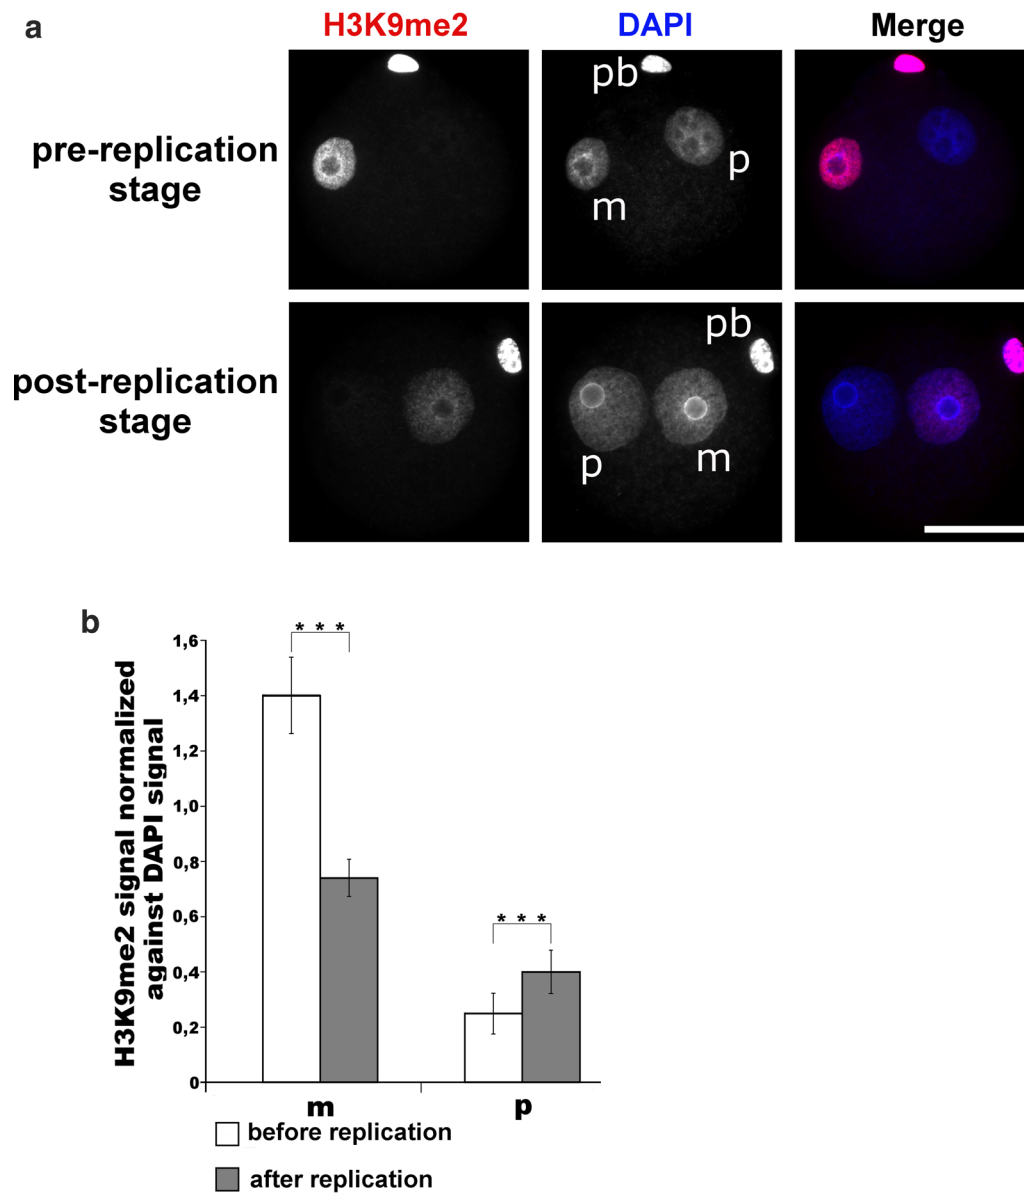 a
H3K9me2
DAPI
Merge
pre-replication
stage
pb
p
m
post-replication
stage
pb
p
m
b
H3K9me2 signal normalized
against DAPI signal
1,6
1,4
1,2
1,0
0,8
0,6
0,4
0,2
0
* * *
* * *
m
p
before replication
after replication